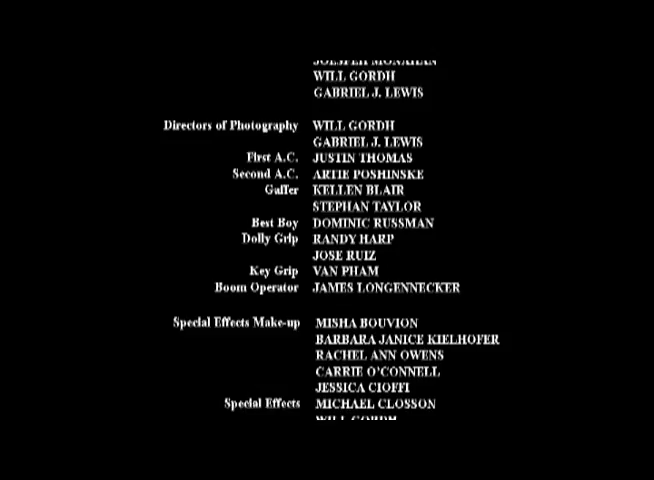 WILL GORDH
GABRIEL J. LEWIS
Directors of Photography WILL GORDH
GABRIEL J. LEWIS
First A.C. JUSTIN THOMAS
Second A.C. ARTIE POSHINSKE
Gaffer KELLEN BLAIR
STEPHAN TAYLOR
Best Boy DOMINIC RUSSMAN
Dolly Grip RANDY HARP
JOSE RUIZ
Key Grip VAN PHAM
Boom Operator JAMES LONGENNECKER
Special Effects Make-up MISHA BOUVION
BARBARA JANICE KIELHOFER
RACHEL ANN OWENS
CARRIE O'CONNELL
JESSICA CIOFFI
Special Effects MICHAEL CLOSSON
WILL GORDH